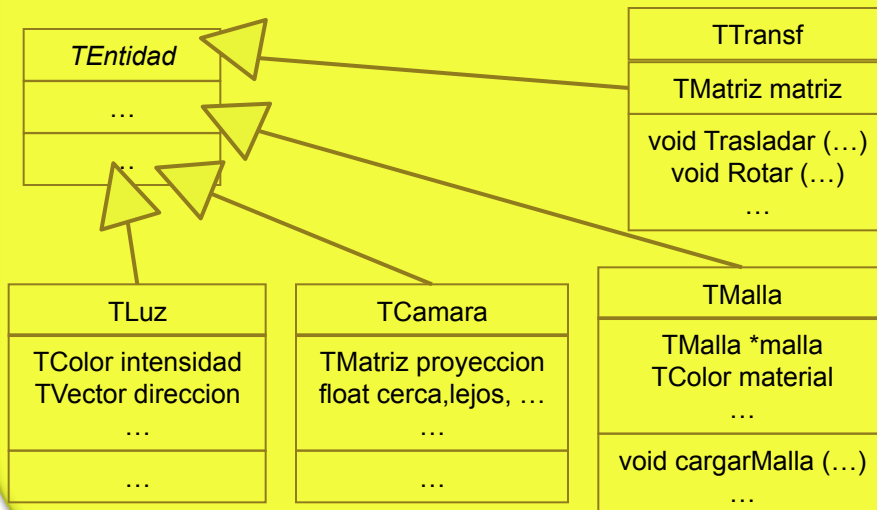 TEntidad
…
…
TTransf
TMatriz matriz
void Trasladar (…)
void Rotar (…)
…
TLuz
TColor intensidad
TVector direccion
…
…
TCamara
TMatriz proyeccion
float cerca,lejos, …
…
…
TMalla
TMalla *malla
TColor material
…
void cargarMalla (…)
…